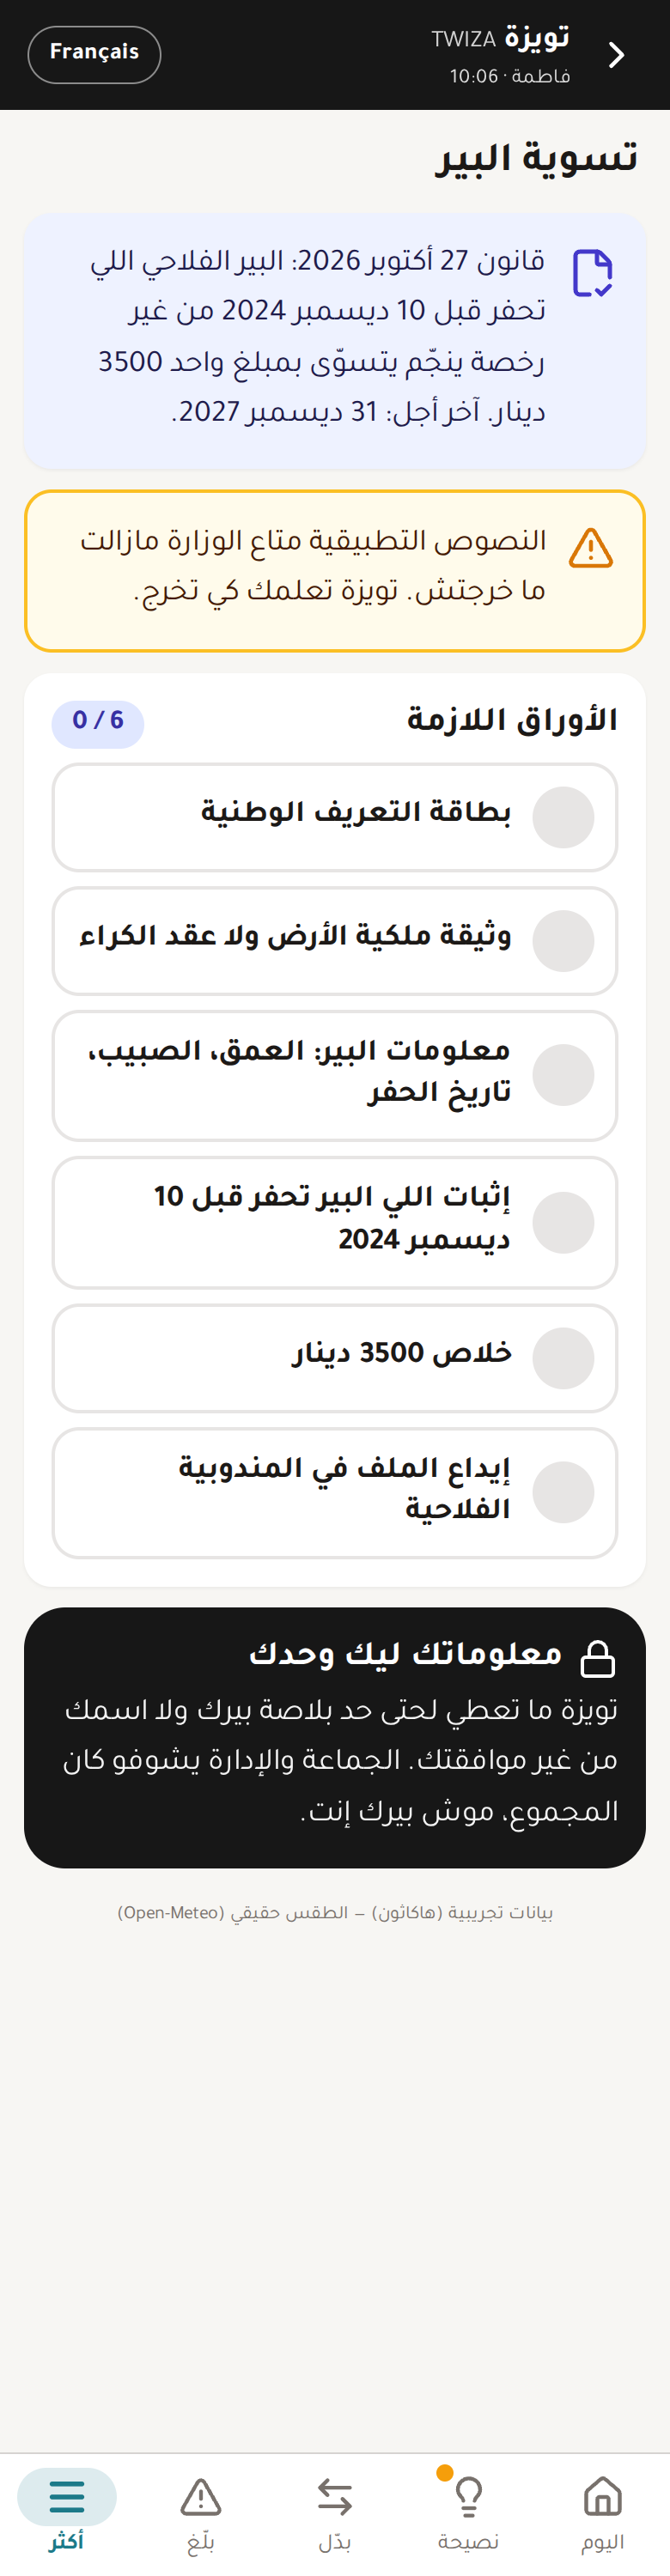 تويزة TWIZA
فاطمة · 10:06
Français
تسوية البير
قانون 27 أكتوبر 2026: البير الفلاحي اللي
تحفر قبل 10 ديسمبر 2024 من غير
رخصة ينجّم يتسوّى بمبلغ واحد 3500
دينار. آخر أجل: 31 ديسمبر 2027.
النصوص التطبيقية متاع الوزارة مازالت
ما خرجتش. تويزة تعلمك كي تخرج.
الأوراق اللازمة
0 / 6
بطاقة التعريف الوطنية
وثيقة ملكية الأرض ولا عقد الكراء
معلومات البير: العمق، الصبيب،
تاريخ الحفر
إثبات اللي البير تحفر قبل 10
ديسمبر 2024
خلاص 3500 دينار
إيداع الملف في المندوبية
الفلاحية
معلوماتك ليك وحدك
تويزة ما تعطي لحتى حد بلاصة بيرك ولا اسمك
من غير موافقتك. الجماعة والإدارة يشوفو كان
المجموع، موش بيرك إنت.
بيانات تجريبية (هاكاثون) — الطقس حقيقي (Open-Meteo)
اليوم
نصيحة
بدّل
بلّغ
أكثر